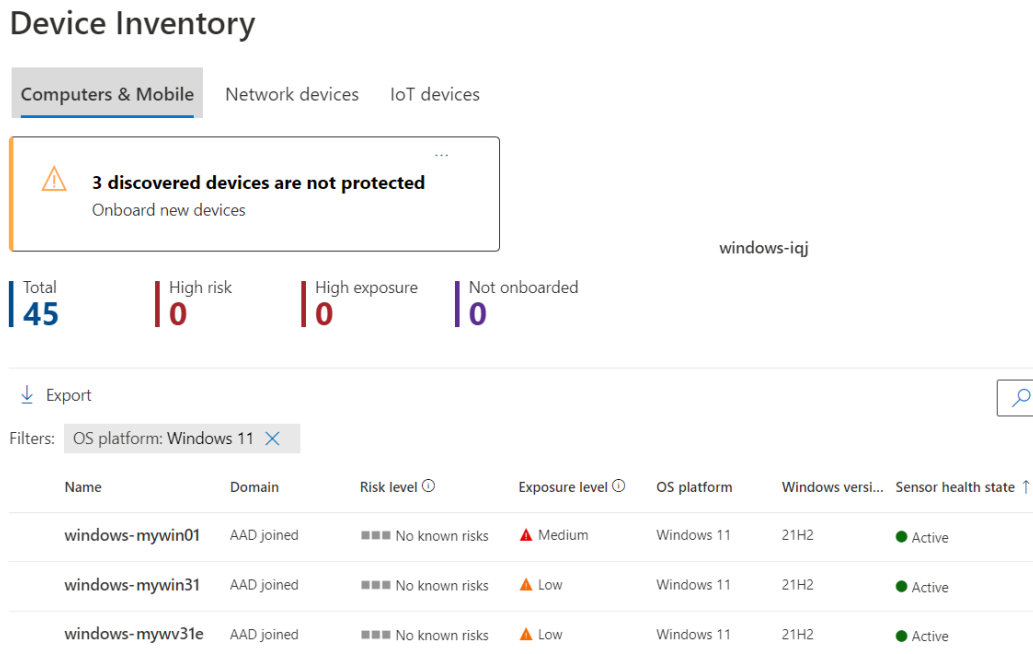 Device Inventory
Computers & Mobile Network devices IoT devices
...
3 discovered devices are not protected
Onboard new devices
windows-iqj
Total High risk High exposure Not onboarded
45 0 0 0
Export
Filters: OS platform: Windows 11
Name Domain Risk level Exposure level OS platform Windows versi... Sensor health state ↑
windows-mywin01 AAD joined No known risks Medium Windows 11 21H2 Active
windows-mywin31 AAD joined No known risks Low Windows 11 21H2 Active
windows-mywv31e AAD joined No known risks Low Windows 11 21H2 Active